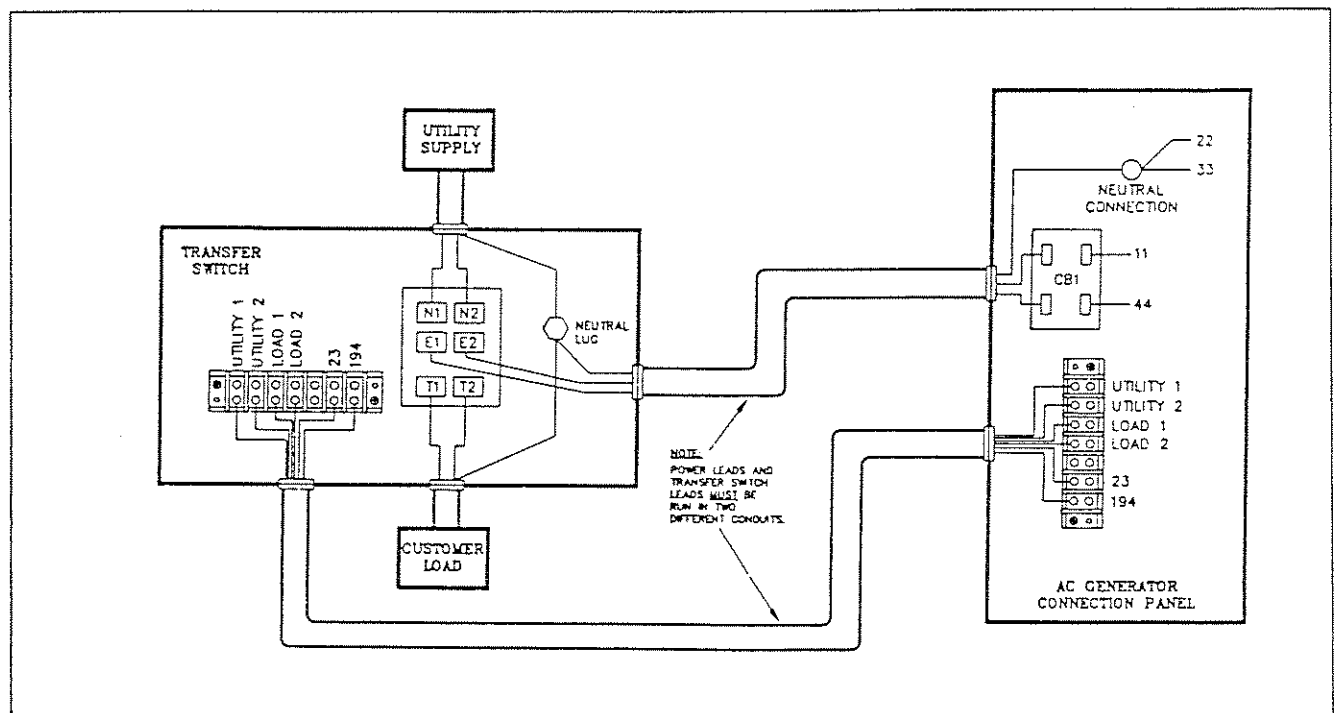 UTILITY
SUPPLY
TRANSFER
SWITCH
UTILITY 1
UTILITY 2
LOAD 1
LOAD 2
23
194
N1
N2
E1
E2
T1
T2
NEUTRAL
LUG
CUSTOMER
LOAD
NOTE:
POWER LEADS AND
TRANSFER SWITCH
LEADS MUST BE
RUN IN TWO
DIFFERENT CONDUITS.
22
33
NEUTRAL
CONNECTION
11
CB1
44
UTILITY 1
UTILITY 2
LOAD 1
LOAD 2
23
194
AC GENERATOR
CONNECTION PANEL